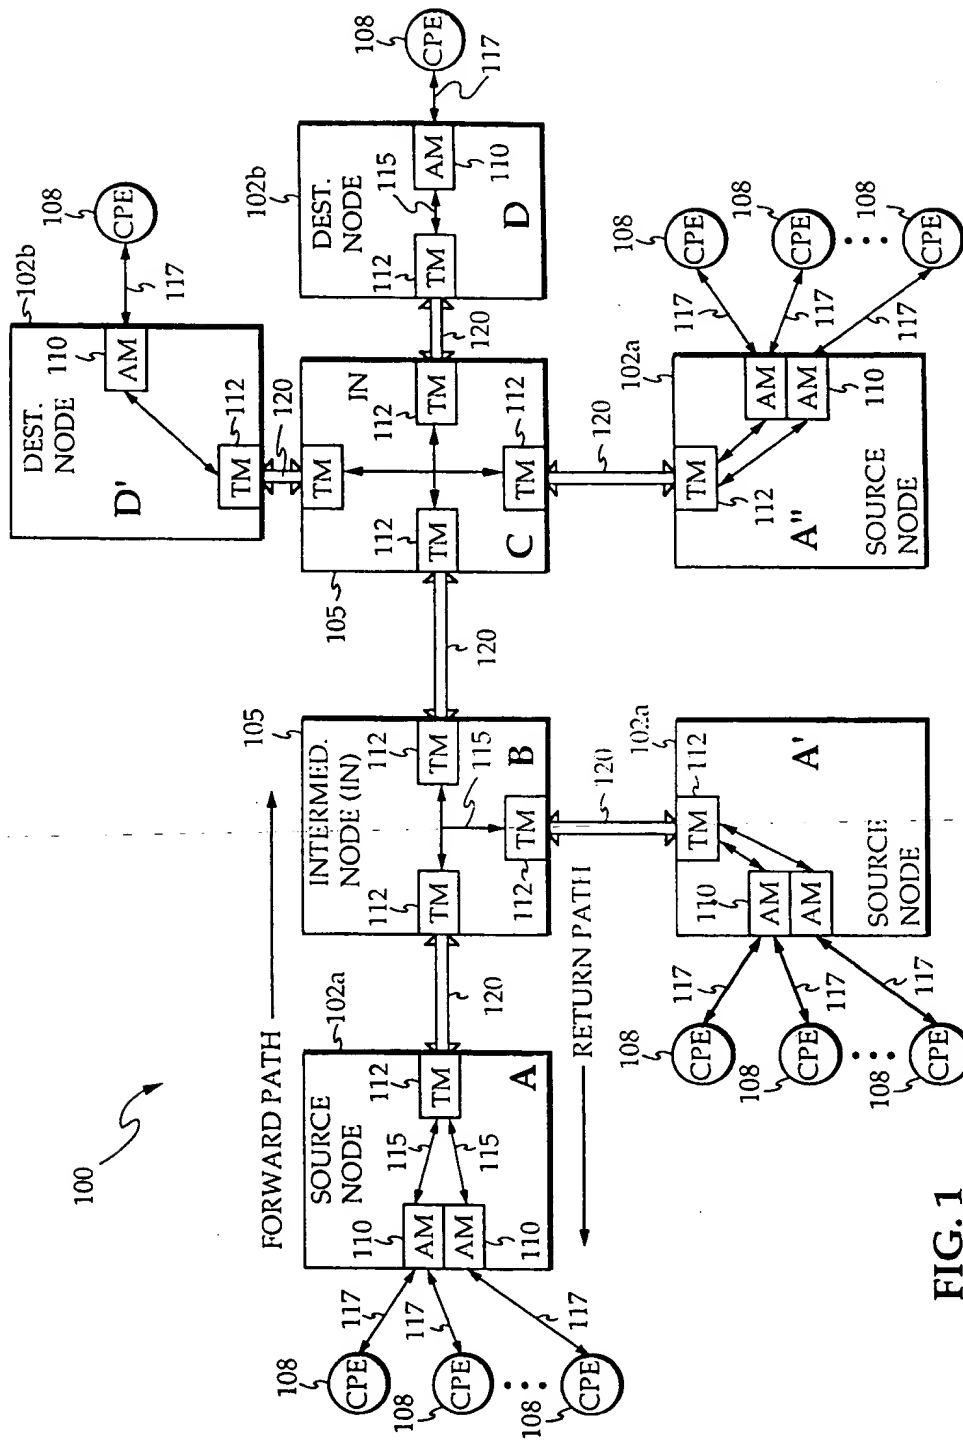 100
FORWARD PATH
RETURN PATH
108
CPE
108
CPE
108
CPE
117
117
117
SOURCE
NODE
102a
110
AM
AM
110
115
115
112
TM
A
120
INTERMED.
NODE (IN)
105
112
TM
112
TM
115
TM
112
B
120
120
SOURCE
NODE
A'
102a
112
TM
110
AM
AM
117
117
117
108
CPE
108
CPE
108
CPE
105
IN
C
112
TM
TM
112
TM
TM
112
120
DEST.
NODE
D'
102b
110
AM
112
TM
117
108
CPE
120
DEST.
NODE
D
102b
112
TM
115
AM
110
117
108
CPE
120
SOURCE
NODE
A"
102a
TM
112
AM
AM
110
117
117
117
108
CPE
108
CPE
108
CPE
FIG. 1